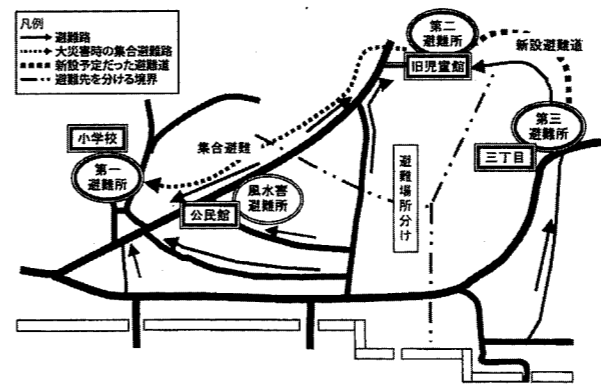 凡例
避難路
大災害時の集合避難路
新設予定だった避難道
避難先を分ける境界
第二
避難所
旧児童館
新設避難道
第三
避難所
三丁目
小学校
第一
避難所
集合避難
風水害
避難所
公民館
避難場所分け